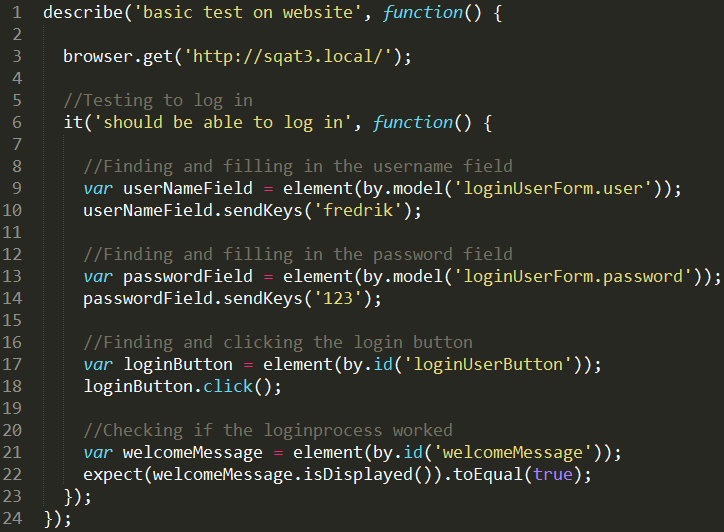 1 describe('basic test on website', function() {
2
3 browser.get('http://sqat3.local/');
4
5 //Testing to log in
6 it('should be able to log in', function() {
7
8 //Finding and filling in the username field
9 var userNameField = element(by.model('loginUserForm.user'));
10 userNameField.sendKeys('fredrik');
11
12 //Finding and filling in the password field
13 var passwordField = element(by.model('loginUserForm.password'));
14 passwordField.sendKeys('123');
15
16 //Finding and clicking the login button
17 var loginButton = element(by.id('loginUserButton'));
18 loginButton.click();
19
20 //Checking if the loginprocess worked
21 var welcomeMessage = element(by.id('welcomeMessage'));
22 expect(welcomeMessage.isDisplayed()).toEqual(true);
23 });
24 });